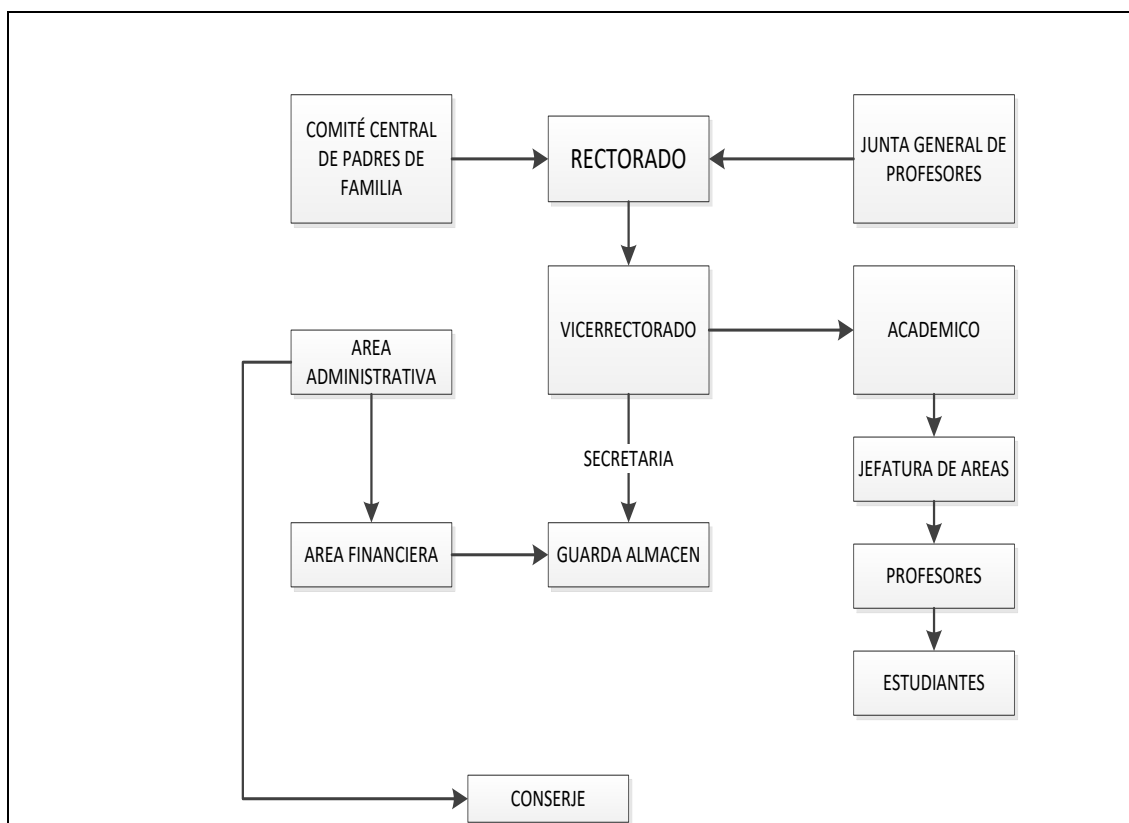 COMITÉ CENTRAL
DE PADRES DE
FAMILIA
RECTORADO
JUNTA GENERAL DE
PROFESORES
VICERRECTORADO
ACADEMICO
AREA
ADMINISTRATIVA
SECRETARIA
JEFATURA DE AREAS
AREA FINANCIERA
GUARDA ALMACEN
PROFESORES
ESTUDIANTES
CONSERJE